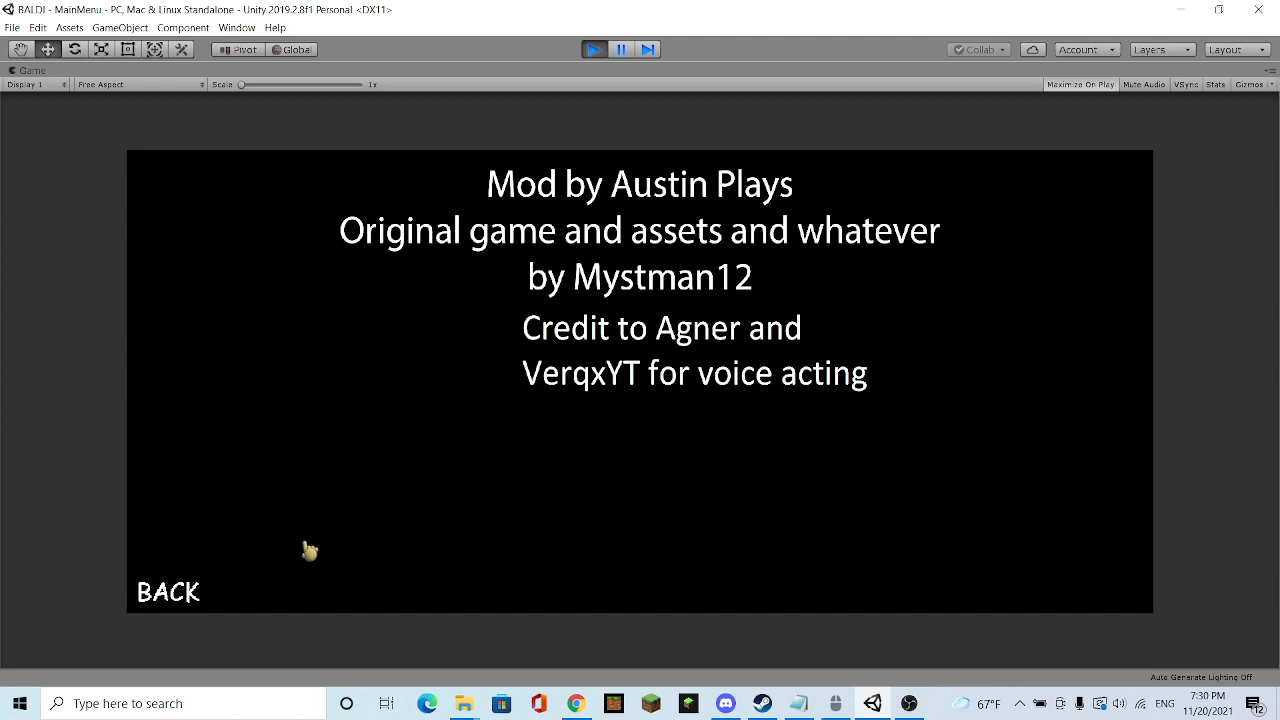 BALDI - MainMenu - PC, Mac & Linux Standalone - Unity 2019.2.8f1 Personal <DX11>
File Edit Assets GameObject Component Window Help
Pivot Global Collab Account Layers Layout
Game
Display 1 Free Aspect Scale 1x Maximize On Play Mute Audio VSync Stats Gizmos
Mod by Austin Plays
Original game and assets and whatever
by Mystman12
Credit to Agner and
VerqxYT for voice acting
BACK
Auto Generate Lighting Off
Type here to search
60°F
7:30 PM
11/20/2021
12